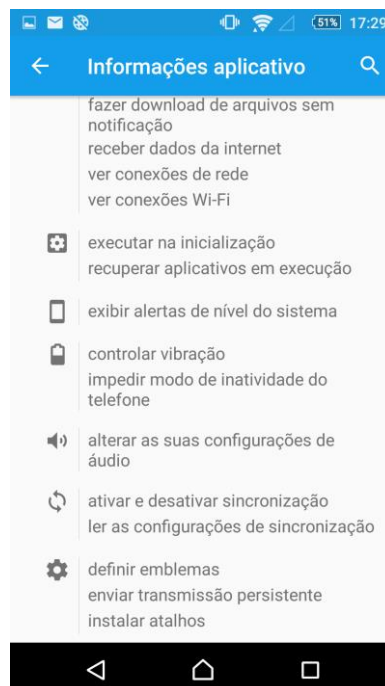 51% 17:29
Informações aplicativo
fazer download de arquivos sem
notificação
receber dados da internet
ver conexões de rede
ver conexões Wi-Fi
executar na inicialização
recuperar aplicativos em execução
exibir alertas de nível do sistema
controlar vibração
impedir modo de inatividade do
telefone
alterar as suas configurações de
áudio
ativar e desativar sincronização
ler as configurações de sincronização
definir emblemas
enviar transmissão persistente
instalar atalhos